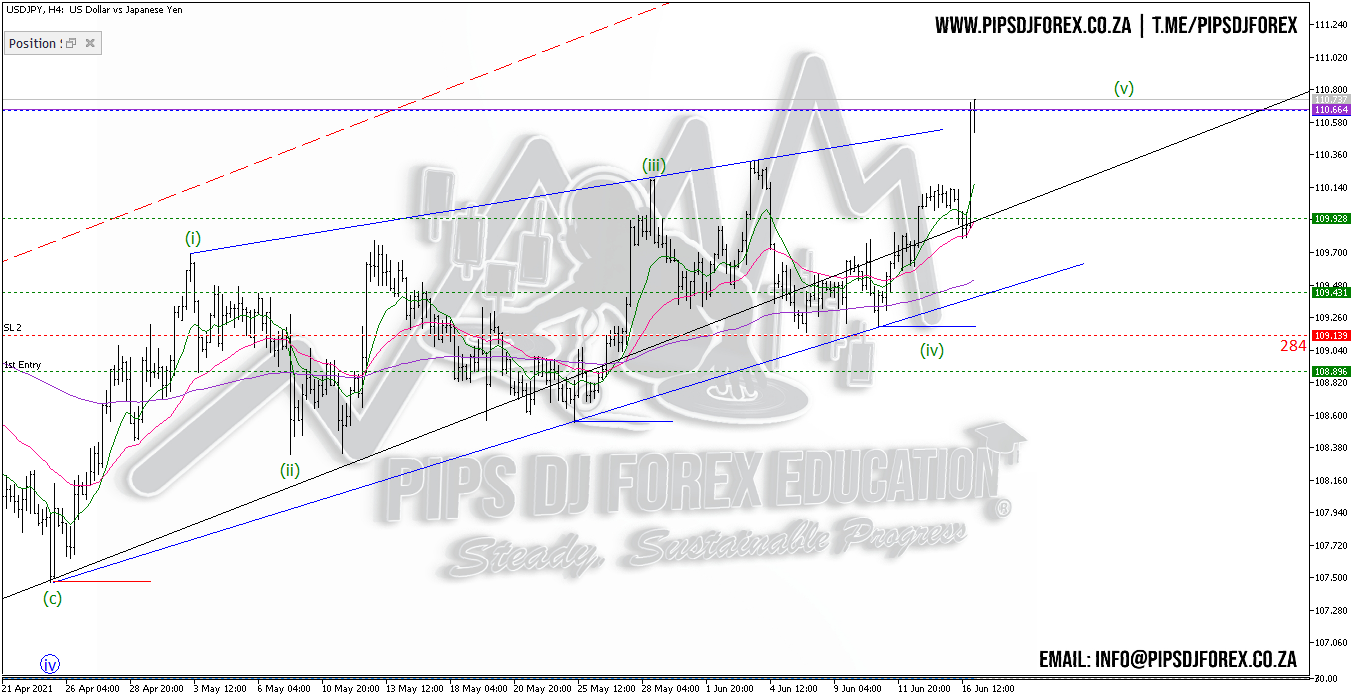 USDJPY, H4: US Dollar vs Japanese Yen
WWW.PIPSDJFOREX.CO.ZA | T.ME/PIPSDJFOREX
Position
111.240
111.020
110.800
110.737
110.664
110.580
110.360
110.140
109.928
109.700
109.480
109.431
109.260
109.139
109.040
108.896
108.820
108.600
108.380
108.160
107.940
107.720
107.500
107.280
107.060
(v)
(iii)
(i)
SL 2
284
(iv)
1st Entry
(ii)
PIPS DJ FOREX EDUCATION
®
Steady, Sustainable Progress
(c)
iv
EMAIL: INFO@PIPSDJFOREX.CO.ZA
21 Apr 2021 26 Apr 04:00 28 Apr 20:00 3 May 12:00 6 May 04:00 10 May 20:00 13 May 12:00 18 May 04:00 20 May 20:00 25 May 12:00 28 May 04:00 1 Jun 20:00 4 Jun 12:00 9 Jun 04:00 11 Jun 20:00 16 Jun 12:00